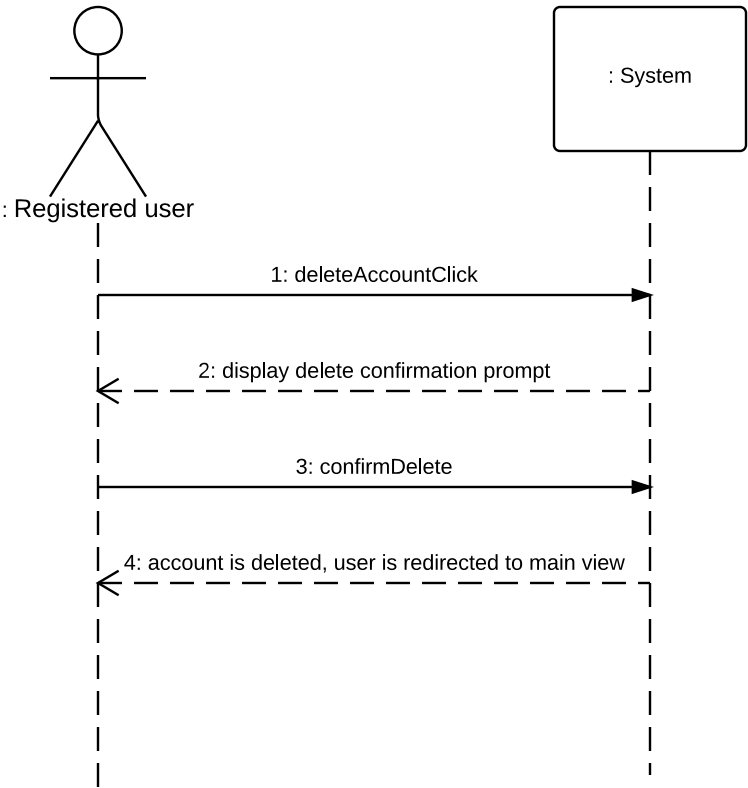 : System
: Registered user
1: deleteAccountClick
2: display delete confirmation prompt
3: confirmDelete
4: account is deleted, user is redirected to main view